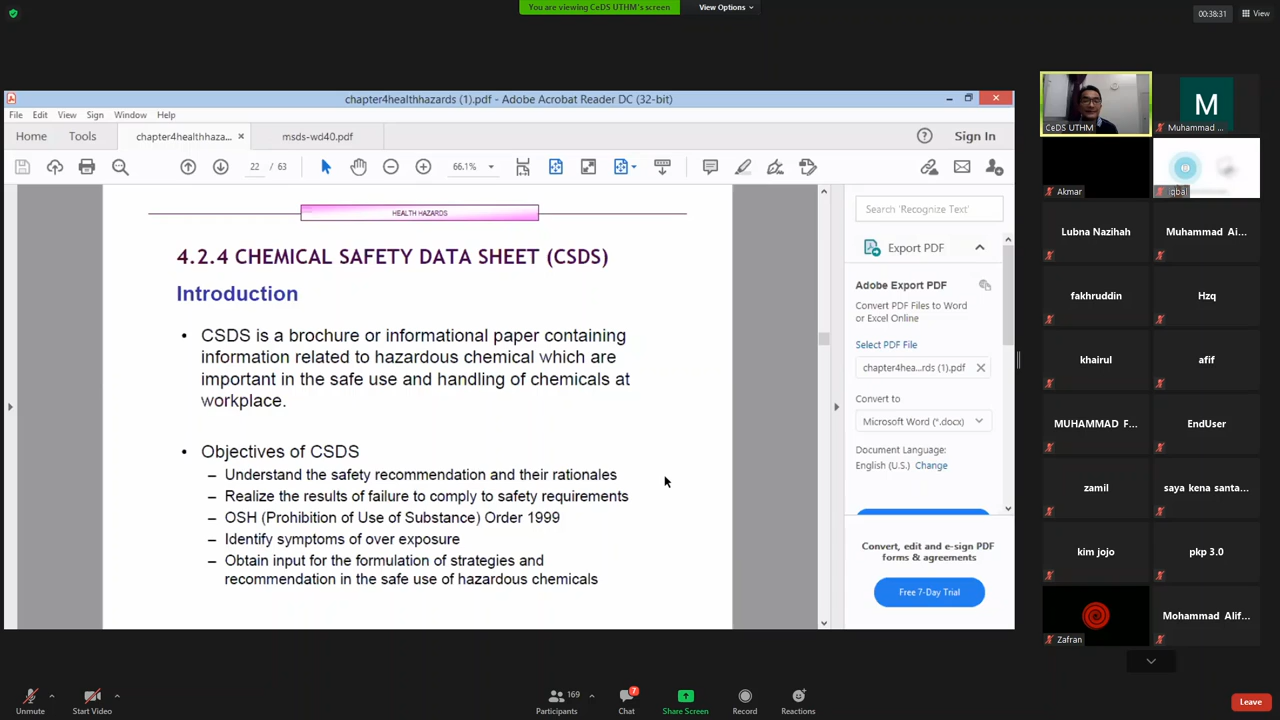 You are viewing CeDS UTHM's screen
View Options
00:38:31
View
chapter4healthhazards (1).pdf - Adobe Acrobat Reader DC (32-bit)
File Edit View Sign Window Help
Home Tools chapter4healthhaza... msds-wd40.pdf Sign In
22 / 63 66.1%
HEALTH HAZARDS
4.2.4 CHEMICAL SAFETY DATA SHEET (CSDS)
Introduction
• CSDS is a brochure or informational paper containing
information related to hazardous chemical which are
important in the safe use and handling of chemicals at
workplace.
• Objectives of CSDS
– Understand the safety recommendation and their rationales
– Realize the results of failure to comply to safety requirements
– OSH (Prohibition of Use of Substance) Order 1999
– Identify symptoms of over exposure
– Obtain input for the formulation of strategies and
recommendation in the safe use of hazardous chemicals
Search 'Recognize Text'
Export PDF
Adobe Export PDF
Convert PDF Files to Word
or Excel Online
Select PDF File
chapter4hea...rds (1).pdf
Convert to
Microsoft Word (*.docx)
Document Language:
English (U.S.) Change
Convert, edit and e-sign PDF
forms & agreements
Free 7-Day Trial
CeDS UTHM
M
Muhammad ...
Akmar
iqbal
Lubna Nazihah
Muhammad Ai...
fakhruddin
Hzq
khairul
afif
MUHAMMAD F...
EndUser
zamil
saya kena santa...
kim jojo
pkp 3.0
Zafran
Mohammad Alif...
Unmute
Start Video
169
Participants
7
Chat
Share Screen
Record
Reactions
Leave